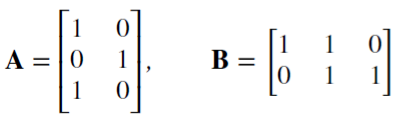 A = [1 0
0 1
1 0],
B = [1 1 0
0 1 1]